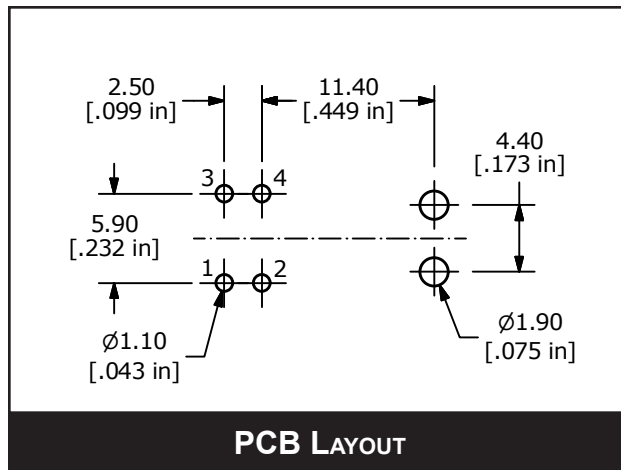 2.50
[.099 in]
11.40
[.449 in]
4.40
[.173 in]
3
4
5.90
[.232 in]
1
2
Ø1.10
[.043 in]
Ø1.90
[.075 in]
PCB LAYOUT